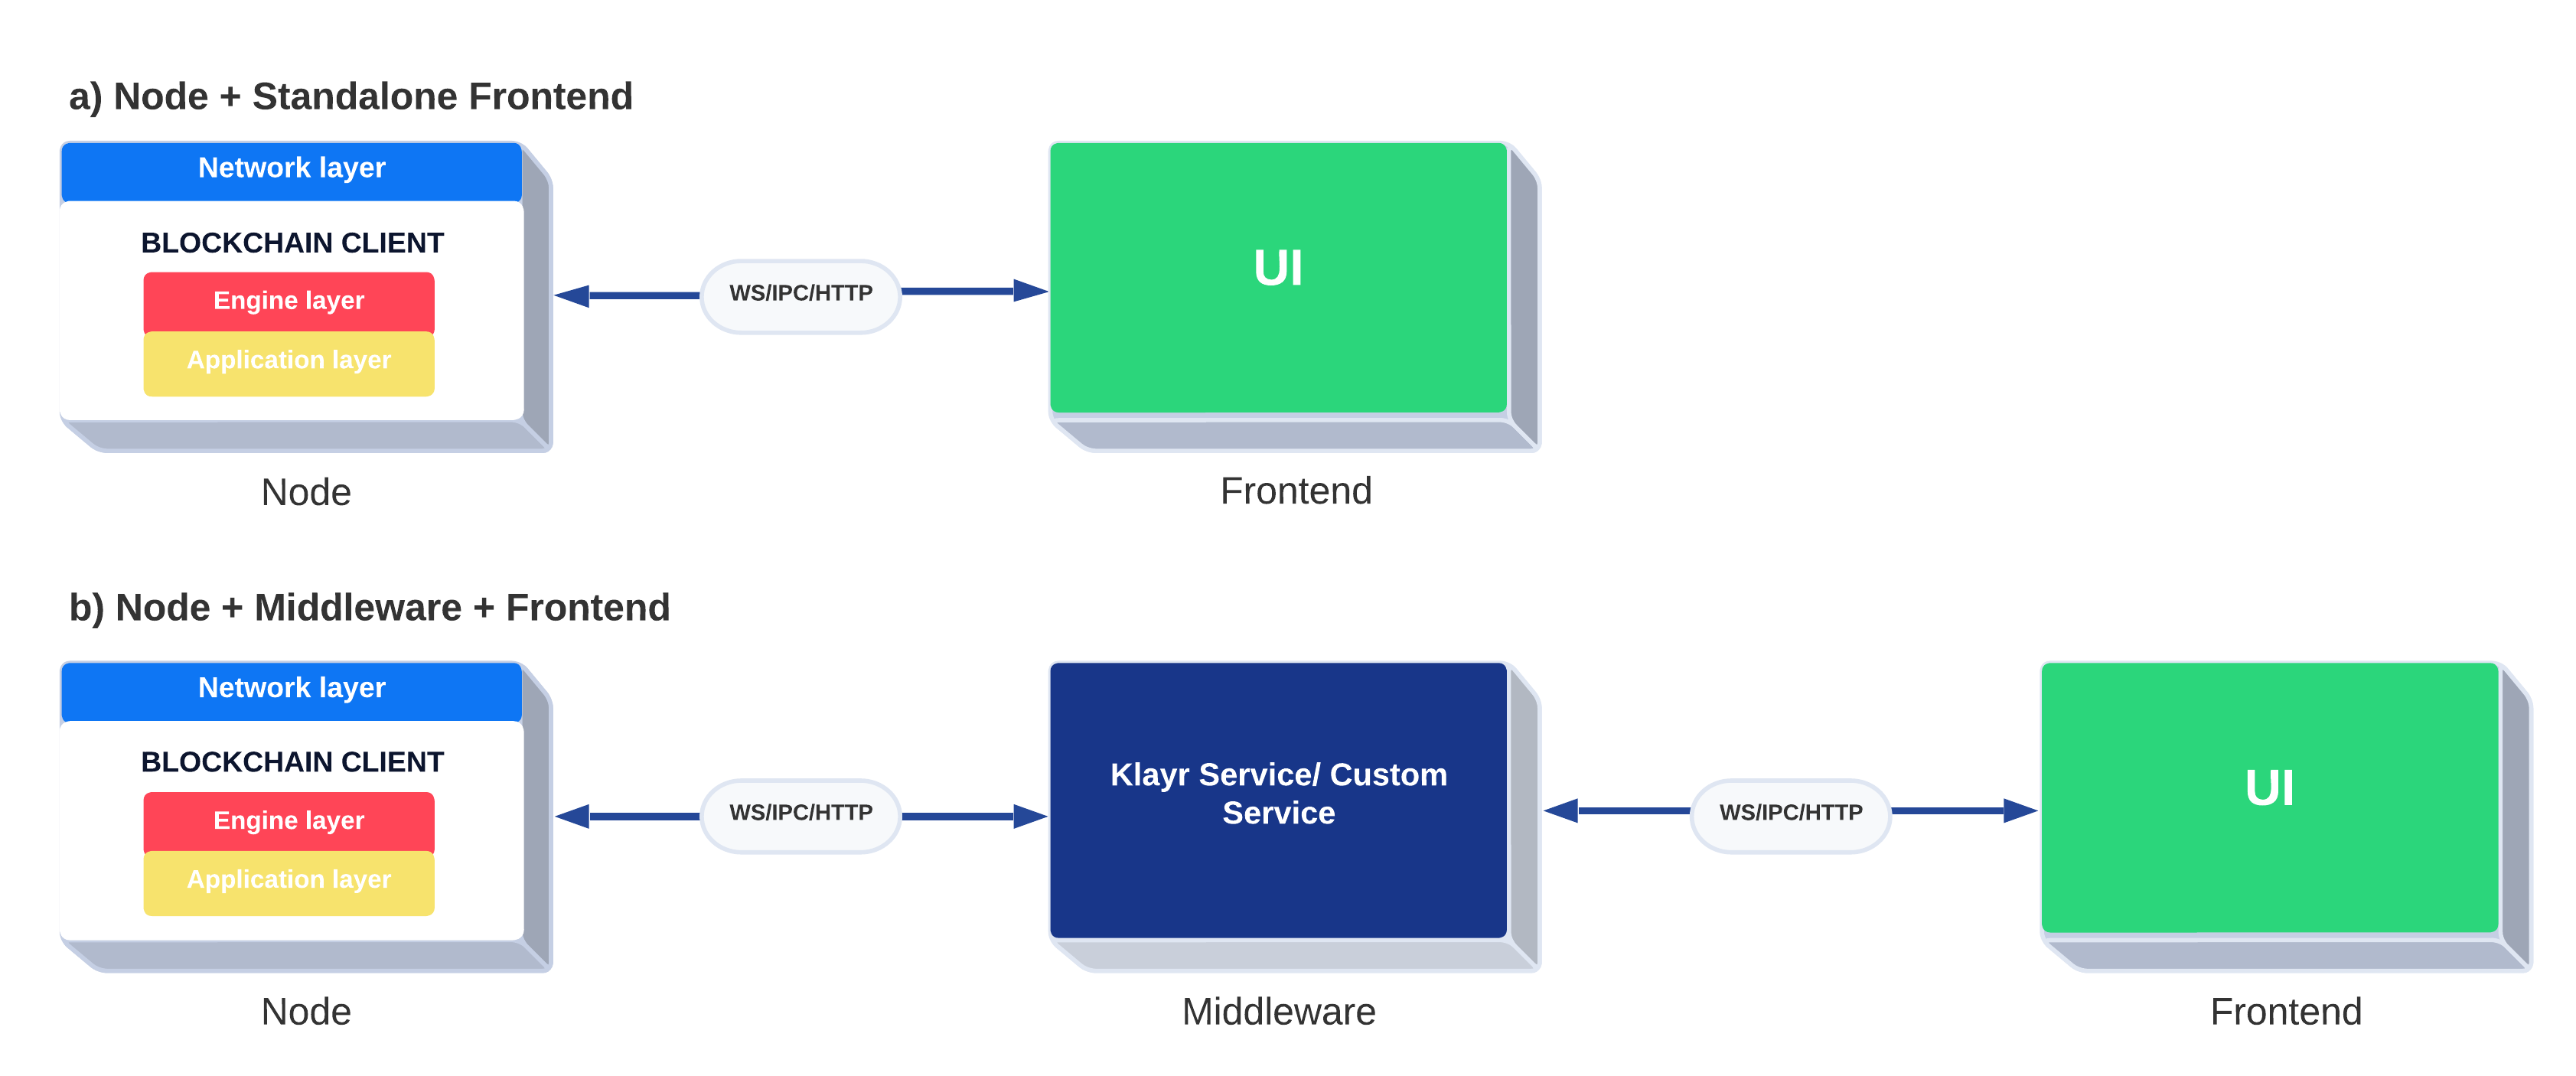 a) Node + Standalone Frontend
Network layer
BLOCKCHAIN CLIENT
Engine layer
Application layer
WS/IPC/HTTP
UI
Node
Frontend
b) Node + Middleware + Frontend
Network layer
BLOCKCHAIN CLIENT
Engine layer
Application layer
WS/IPC/HTTP
Klayr Service/ Custom
Service
WS/IPC/HTTP
UI
Node
Middleware
Frontend